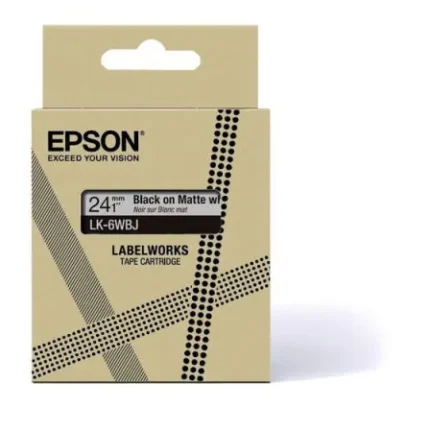 EPSON®
EXCEED YOUR VISION
24 mm 1" Black on Matte w
Noir sur Blanc mat
LK-6WBJ
LABELWORKS
TAPE CARTRIDGE